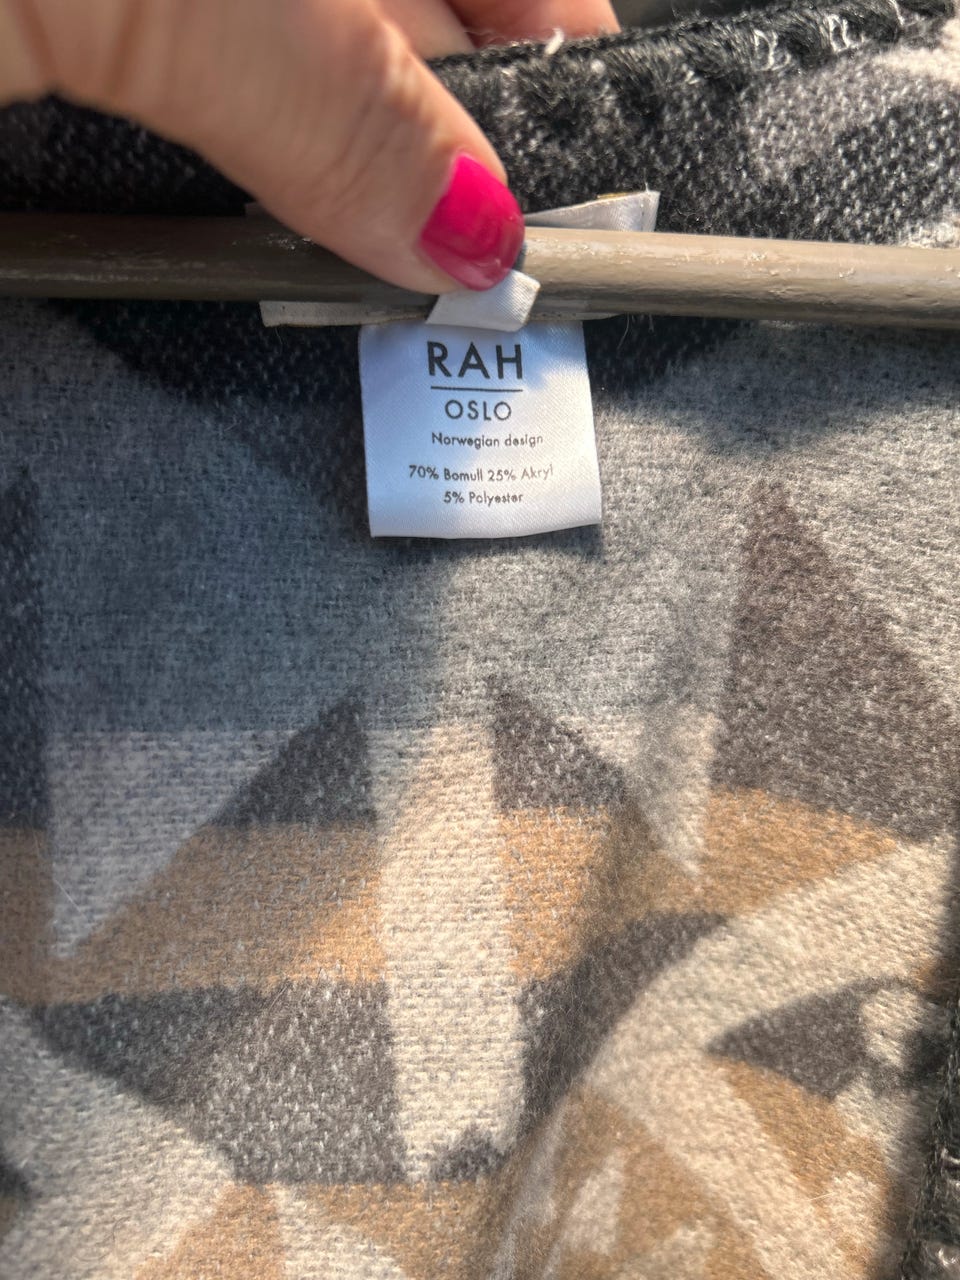 RAH
OSLO
Norwegian design
70% Bomull 25% Akryl
5% Polyester